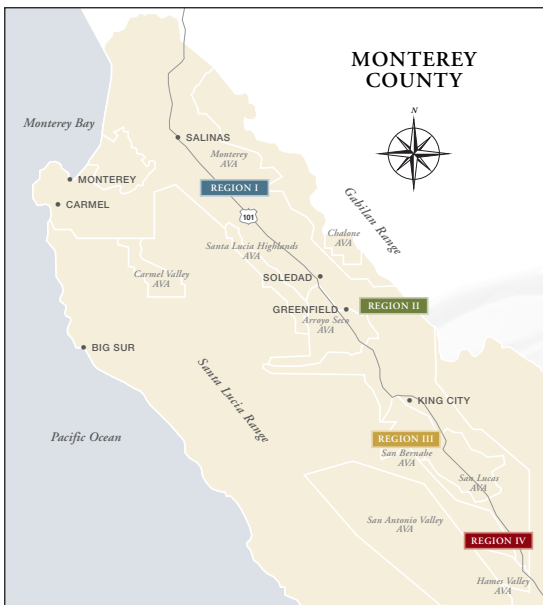 MONTEREY
COUNTY
N
Monterey Bay
SALINAS
Monterey
AVA
MONTEREY
REGION I
CARMEL
101
Gabilan Range
Chalone
AVA
Santa Lucia Highlands
AVA
Carmel Valley
AVA
SOLEDAD
REGION II
GREENFIELD
Arroyo Seco
AVA
BIG SUR
Santa Lucia Range
KING CITY
Pacific Ocean
REGION III
San Bernabe
AVA
San Lucas
AVA
San Antonio Valley
AVA
REGION IV
Hames Valley
AVA